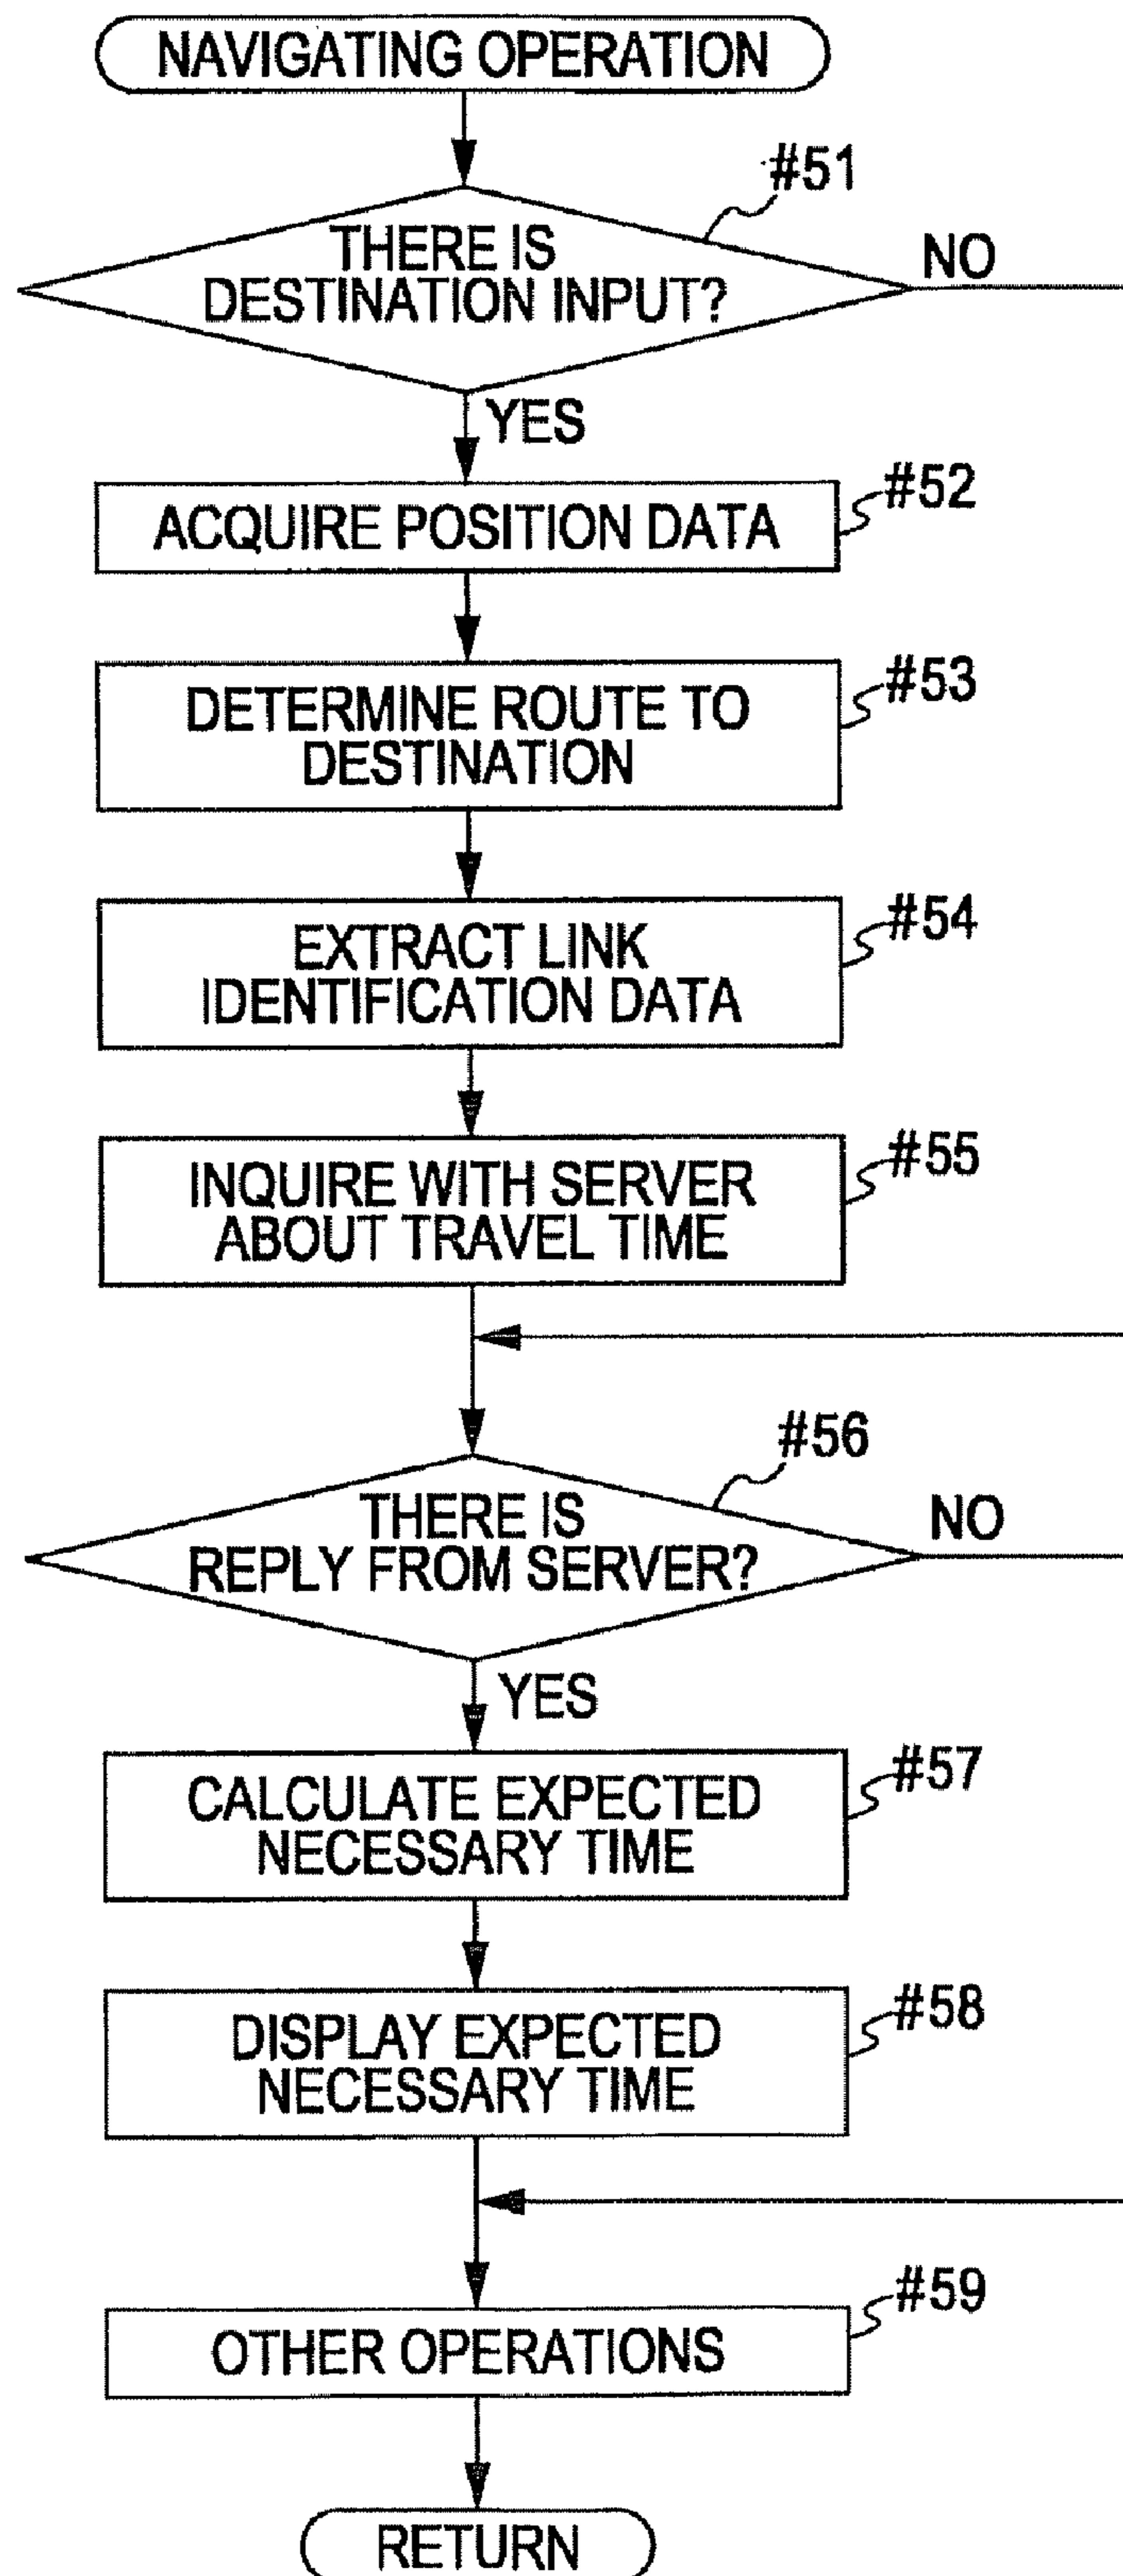 NAVIGATING OPERATION
#51
THERE IS
DESTINATION INPUT?
NO
YES
#52
ACQUIRE POSITION DATA
#53
DETERMINE ROUTE TO
DESTINATION
#54
EXTRACT LINK
IDENTIFICATION DATA
#55
INQUIRE WITH SERVER
ABOUT TRAVEL TIME
#56
THERE IS
REPLY FROM SERVER?
NO
YES
#57
CALCULATE EXPECTED
NECESSARY TIME
#58
DISPLAY EXPECTED
NECESSARY TIME
#59
OTHER OPERATIONS
RETURN